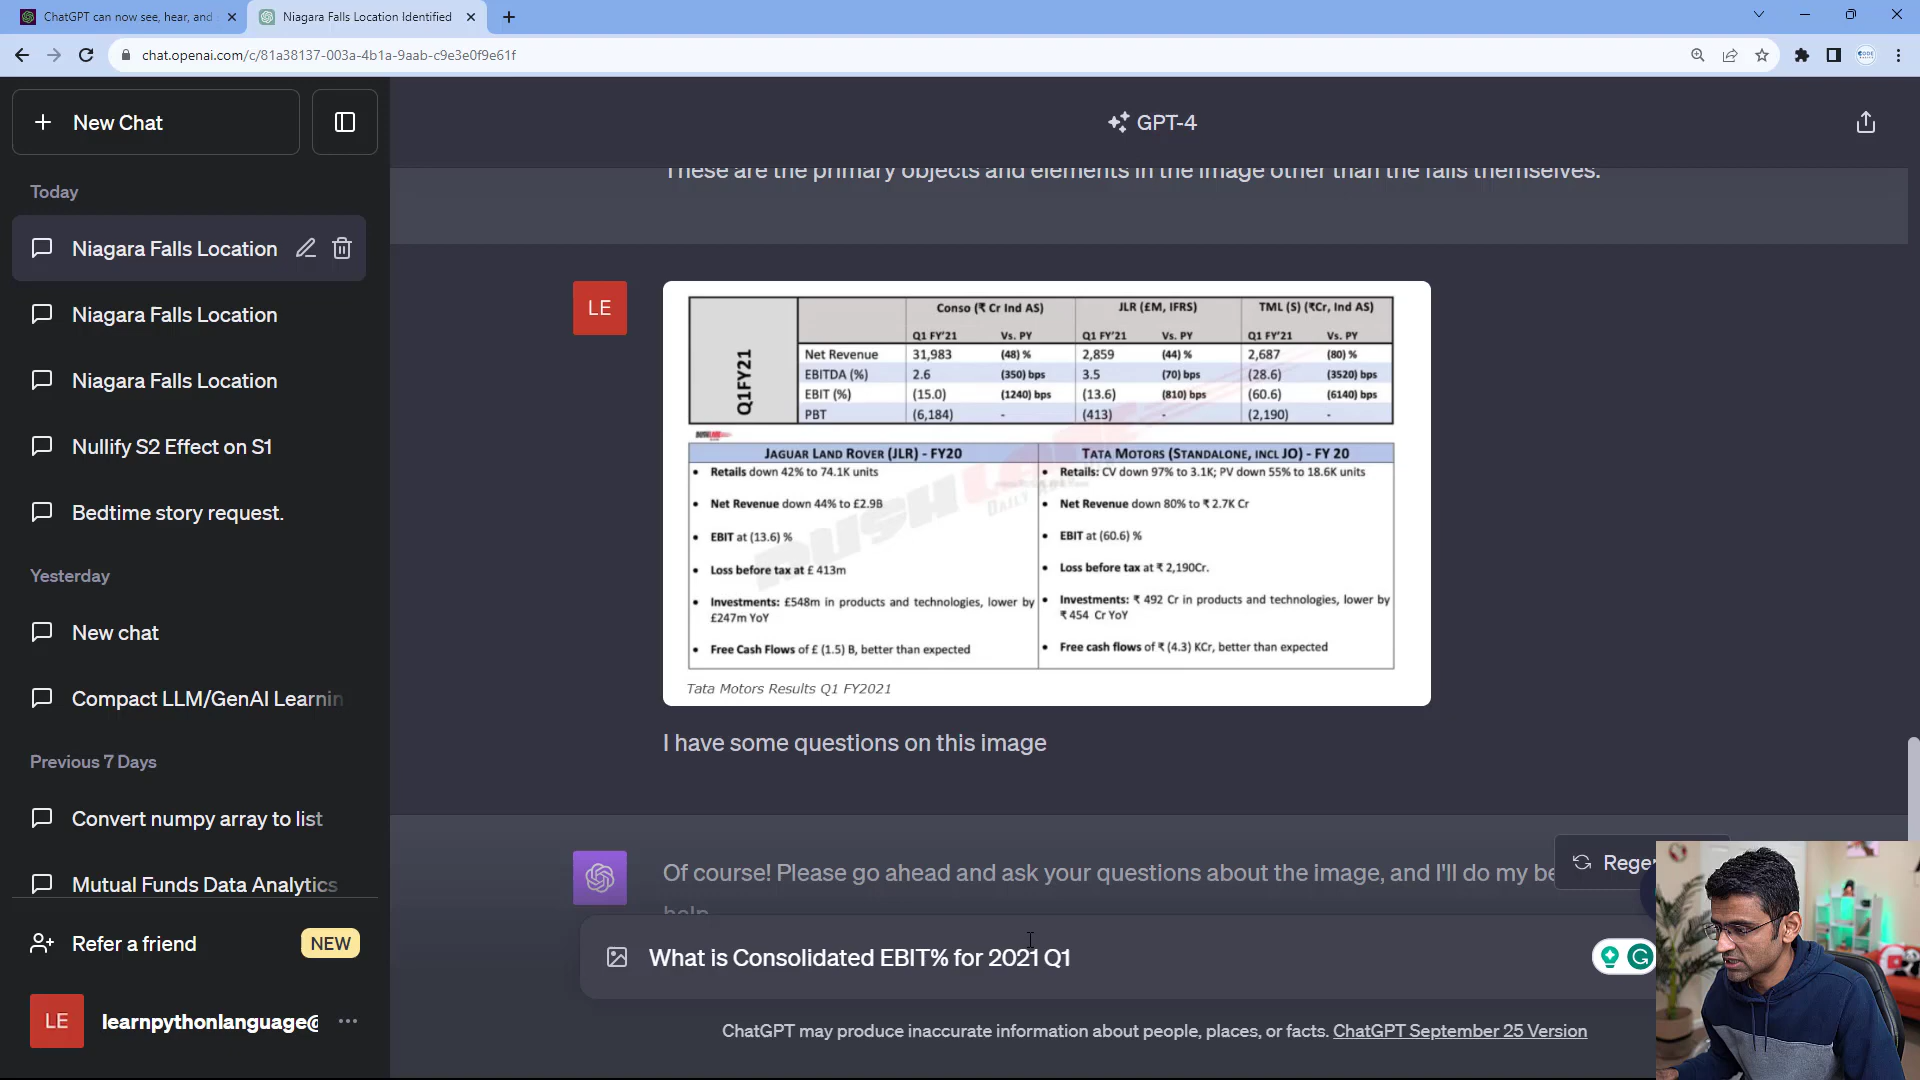 ChatGPT can now see, hear, and
Niagara Falls Location Identified
chat.openai.com/c/81a38137-003a-4b1a-9aab-c9e3e0f9e61f
New Chat
GPT-4
Today
Niagara Falls Location
Niagara Falls Location
Niagara Falls Location
Nullify S2 Effect on S1
Bedtime story request.
Yesterday
New chat
Compact LLM/GenAI Learnin
Previous 7 Days
Convert numpy array to list
Mutual Funds Data Analytics
Refer a friend NEW
LE learnpythonlanguage@
These are the primary objects and elements in the image other than the falls themselves.
LE
Q1FY21
Conso (₹ Cr Ind AS) JLR (£M, IFRS) TML (S) (₹Cr, Ind AS)
Q1 FY'21 Vs. PY Q1 FY'21 Vs. PY Q1 FY'21 Vs. PY
Net Revenue 31,983 (48) % 2,859 (44) % 2,687 (80) %
EBITDA (%) 2.6 (350) bps 3.5 (70) bps (28.6) (3520) bps
EBIT (%) (15.0) (1240) bps (13.6) (810) bps (60.6) (6140) bps
PBT (6,184) - (413) - (2,190) -
JAGUAR LAND ROVER (JLR) - FY20
• Retails down 42% to 74.1K units
• Net Revenue down 44% to £2.9B
• EBIT at (13.6) %
• Loss before tax at £ 413m
• Investments: £548m in products and technologies, lower by
£247m YoY
• Free Cash Flows of £ (1.5) B, better than expected
TATA MOTORS (STANDALONE, INCL JO) - FY 20
• Retails: CV down 97% to 3.1K; PV down 55% to 18.6K units
• Net Revenue down 80% to ₹ 2.7K Cr
• EBIT at (60.6) %
• Loss before tax at ₹ 2,190Cr.
• Investments: ₹ 492 Cr in products and technologies, lower by
₹ 454 Cr YoY
• Free cash flows of ₹ (4.3) KCr, better than expected
RUSHLANE
Tata Motors Results Q1 FY2021
I have some questions on this image
Of course! Please go ahead and ask your questions about the image, and I'll do my be
help
Rege
What is Consolidated EBIT% for 2021 Q1
ChatGPT may produce inaccurate information about people, places, or facts. ChatGPT September 25 Version